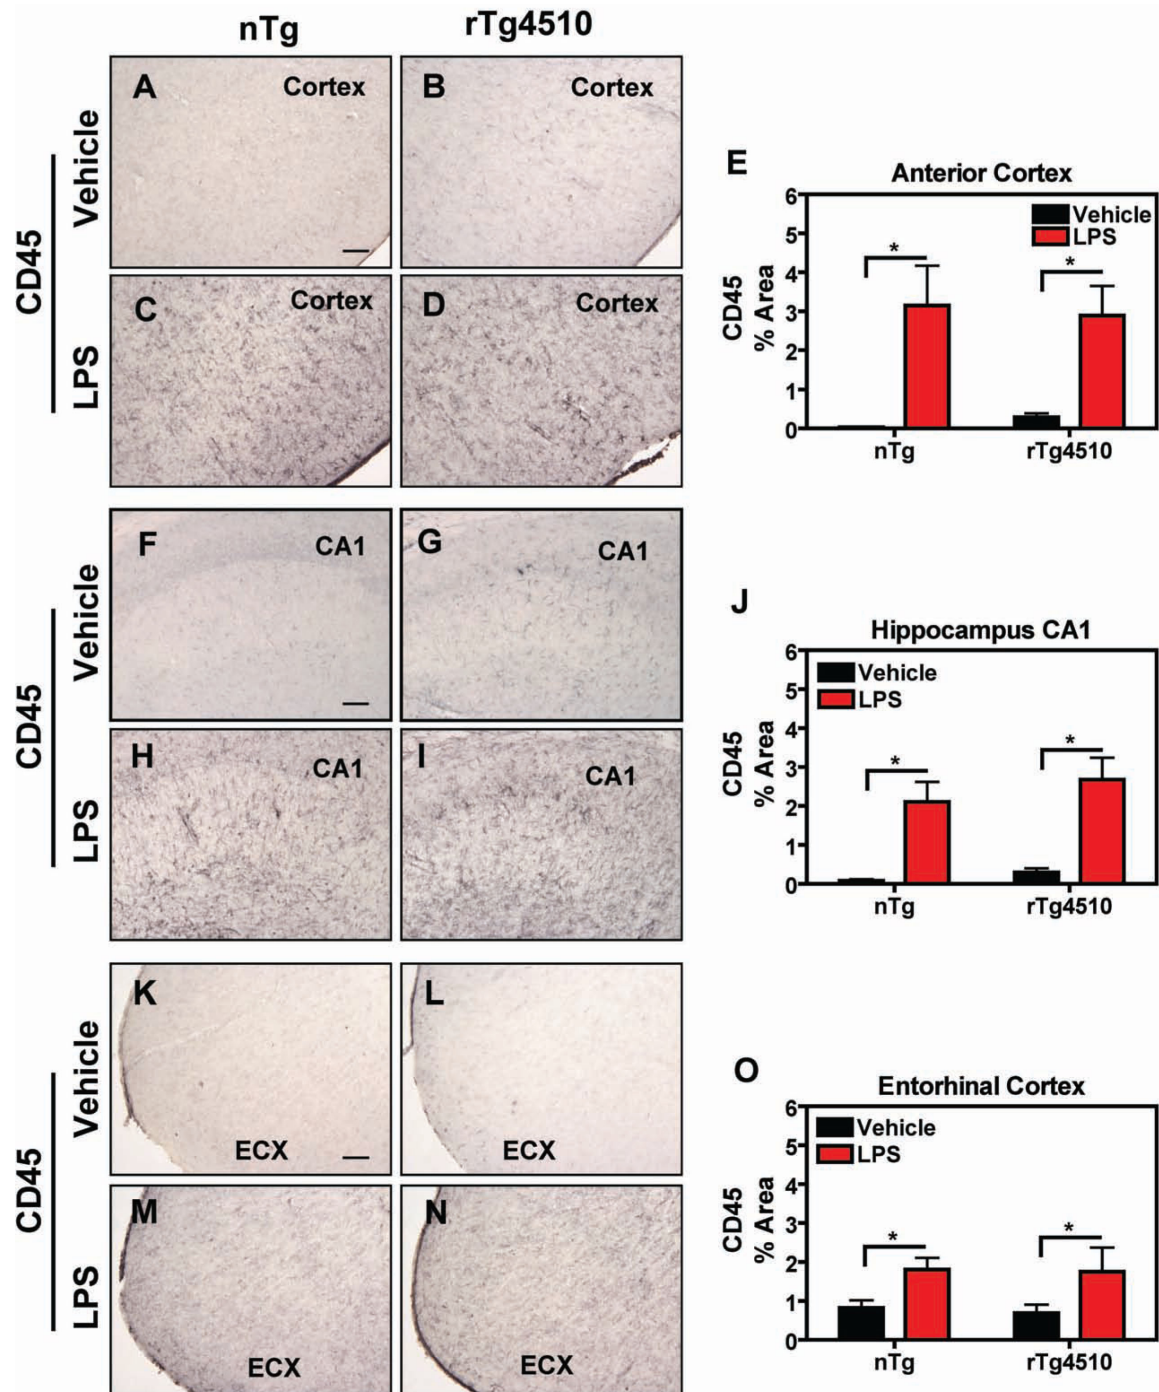 nTg
rTg4510
CD45
Vehicle
LPS
A
Cortex
B
Cortex
C
Cortex
D
Cortex
E
Anterior Cortex
CD45
% Area
6
5
4
3
2
1
0
Vehicle
LPS
*
*
nTg
rTg4510
CD45
Vehicle
LPS
F
CA1
G
CA1
H
CA1
I
CA1
J
Hippocampus CA1
CD45
% Area
6
5
4
3
2
1
0
Vehicle
LPS
*
*
nTg
rTg4510
CD45
Vehicle
LPS
K
ECX
L
ECX
M
ECX
N
ECX
O
Entorhinal Cortex
CD45
% Area
6
5
4
3
2
1
0
Vehicle
LPS
*
*
nTg
rTg4510